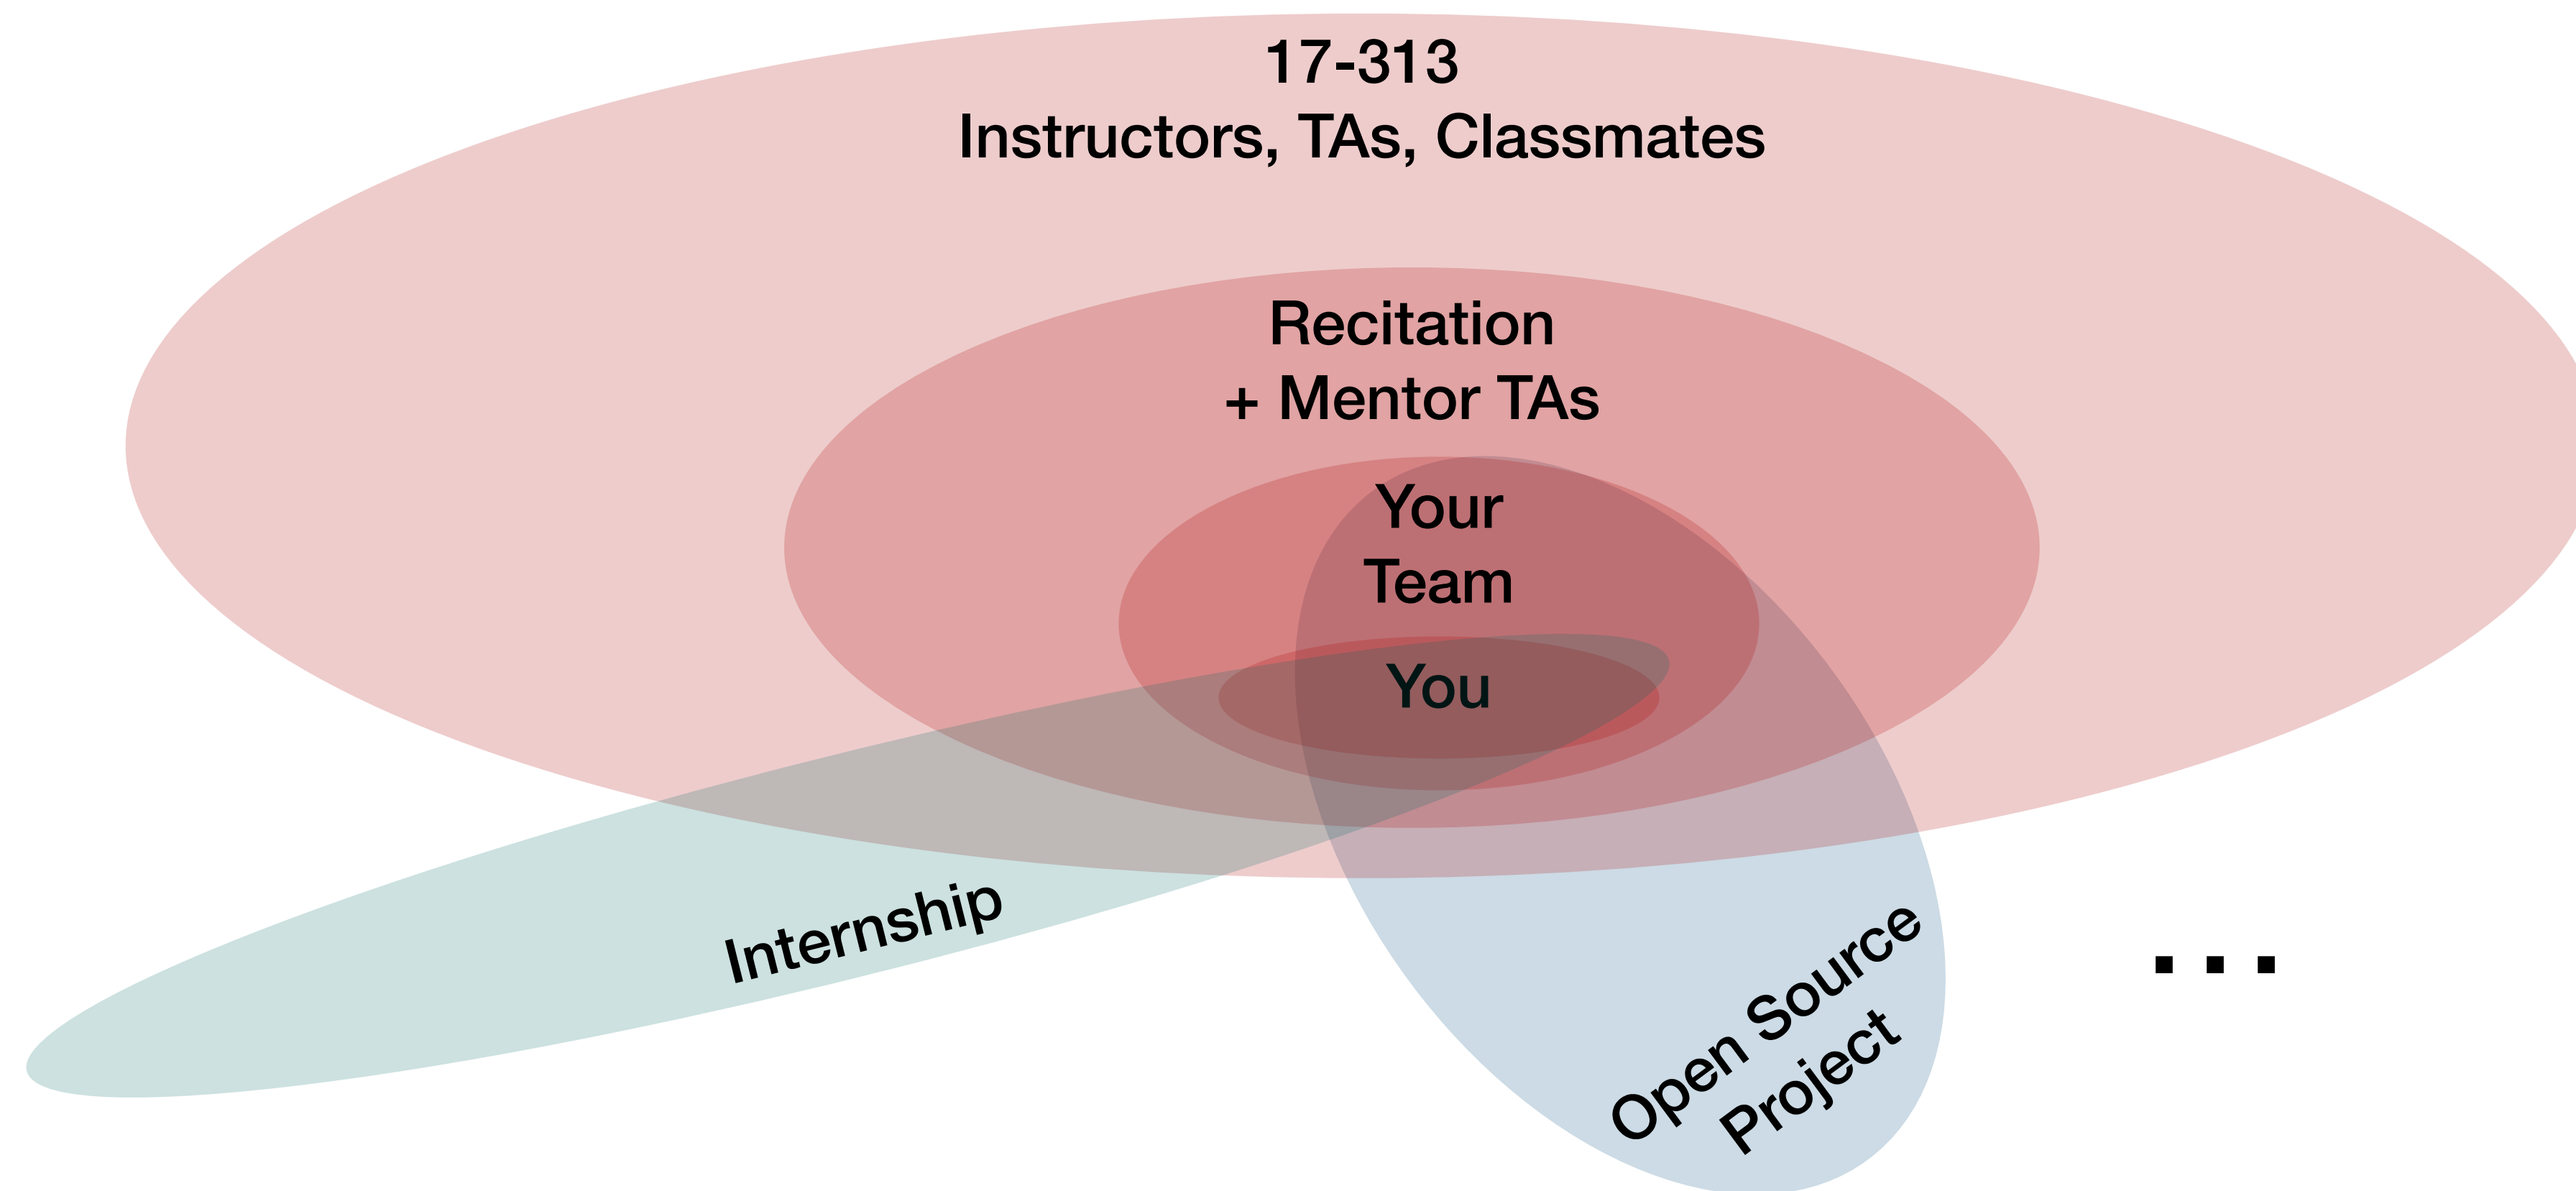 17-313
Instructors, TAs, Classmates
Recitation
+ Mentor TAs
Your
Team
You
Internship
Open Source
Project
...